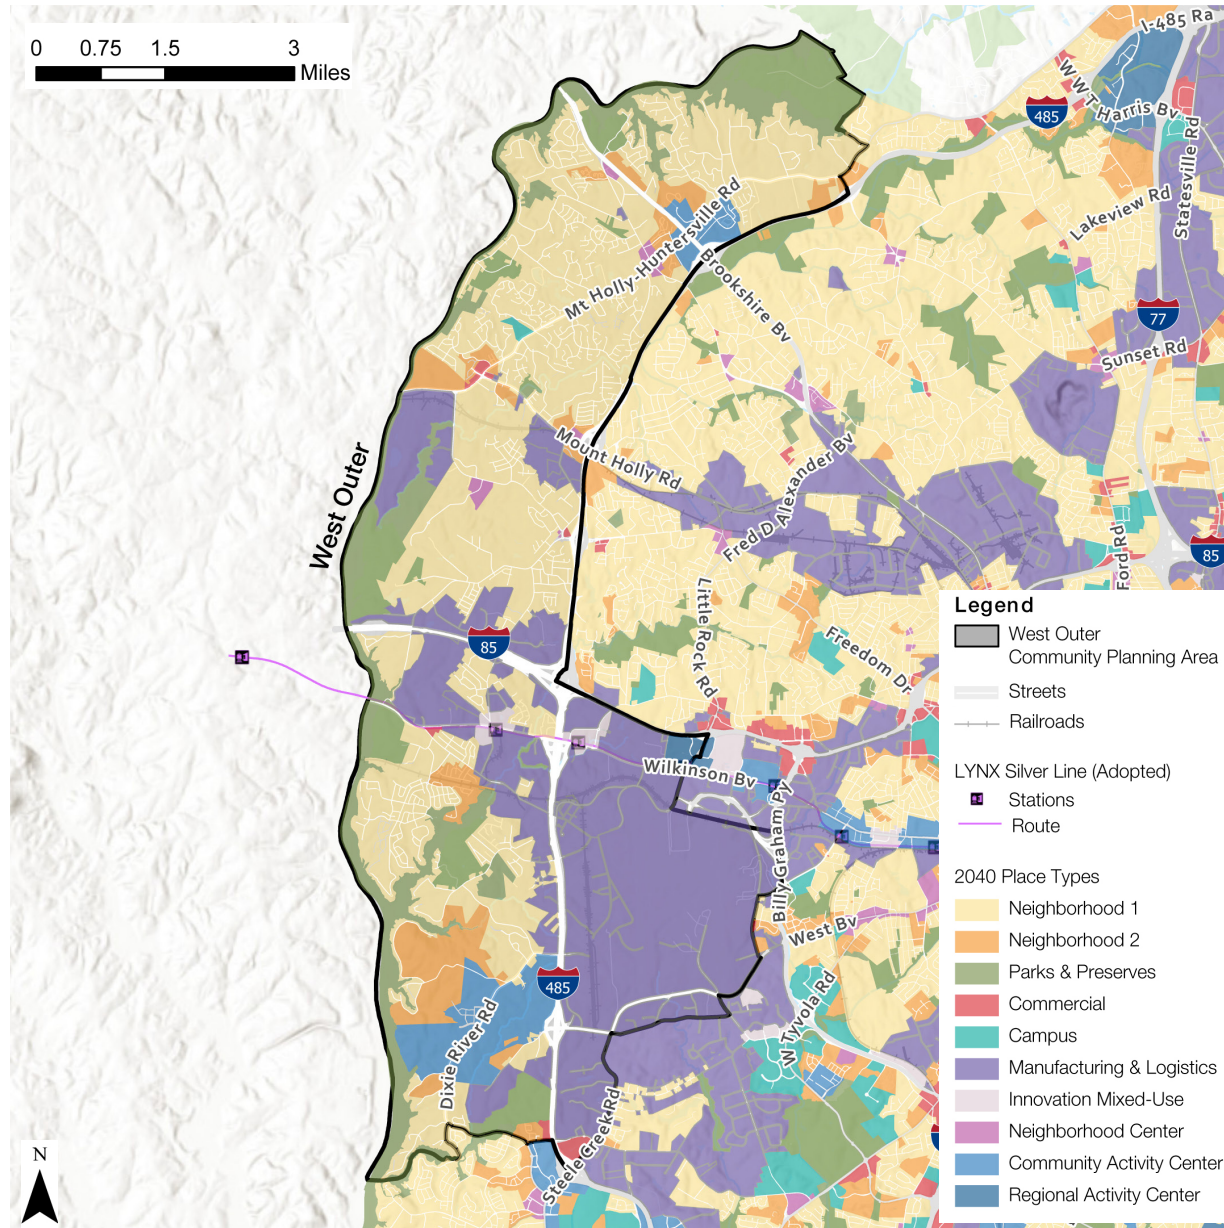 0 0.75 1.5 3
Miles
I-485 Ra
W W T Harris Bv
485
Statesville Rd
Lakeview Rd
Mt Holly-Huntersville Rd
Brookshire Bv
77
Sunset Rd
West Outer
Mount Holly Rd
Fred D Alexander Bv
Ford Rd
85
Little Rock Rd
Freedom Dr
85
Wilkinson Bv
Billy Graham Py
West Bv
485
Dixie River Rd
W Tyvola Rd
Steele Creek Rd
N
Legend
West Outer
Community Planning Area
Streets
Railroads
LYNX Silver Line (Adopted)
Stations
Route
2040 Place Types
Neighborhood 1
Neighborhood 2
Parks & Preserves
Commercial
Campus
Manufacturing & Logistics
Innovation Mixed-Use
Neighborhood Center
Community Activity Center
Regional Activity Center